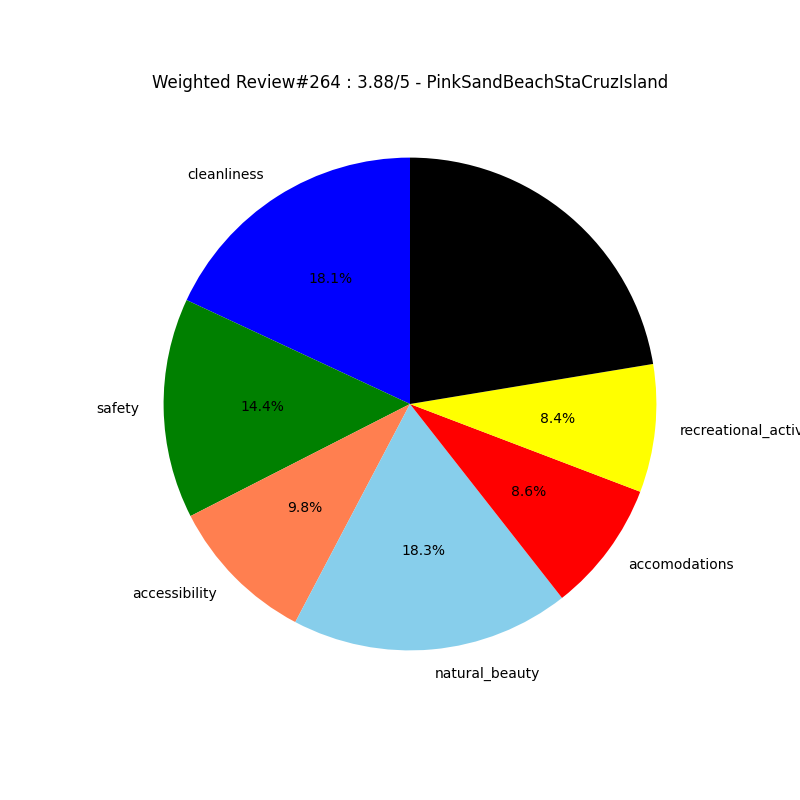 Weighted Review#264 : 3.88/5 - PinkSandBeachStaCruzIsland
cleanliness
18.1%
safety
14.4%
8.4%
recreational_activ
8.6%
9.8%
18.3%
accomodations
accessibility
natural_beauty